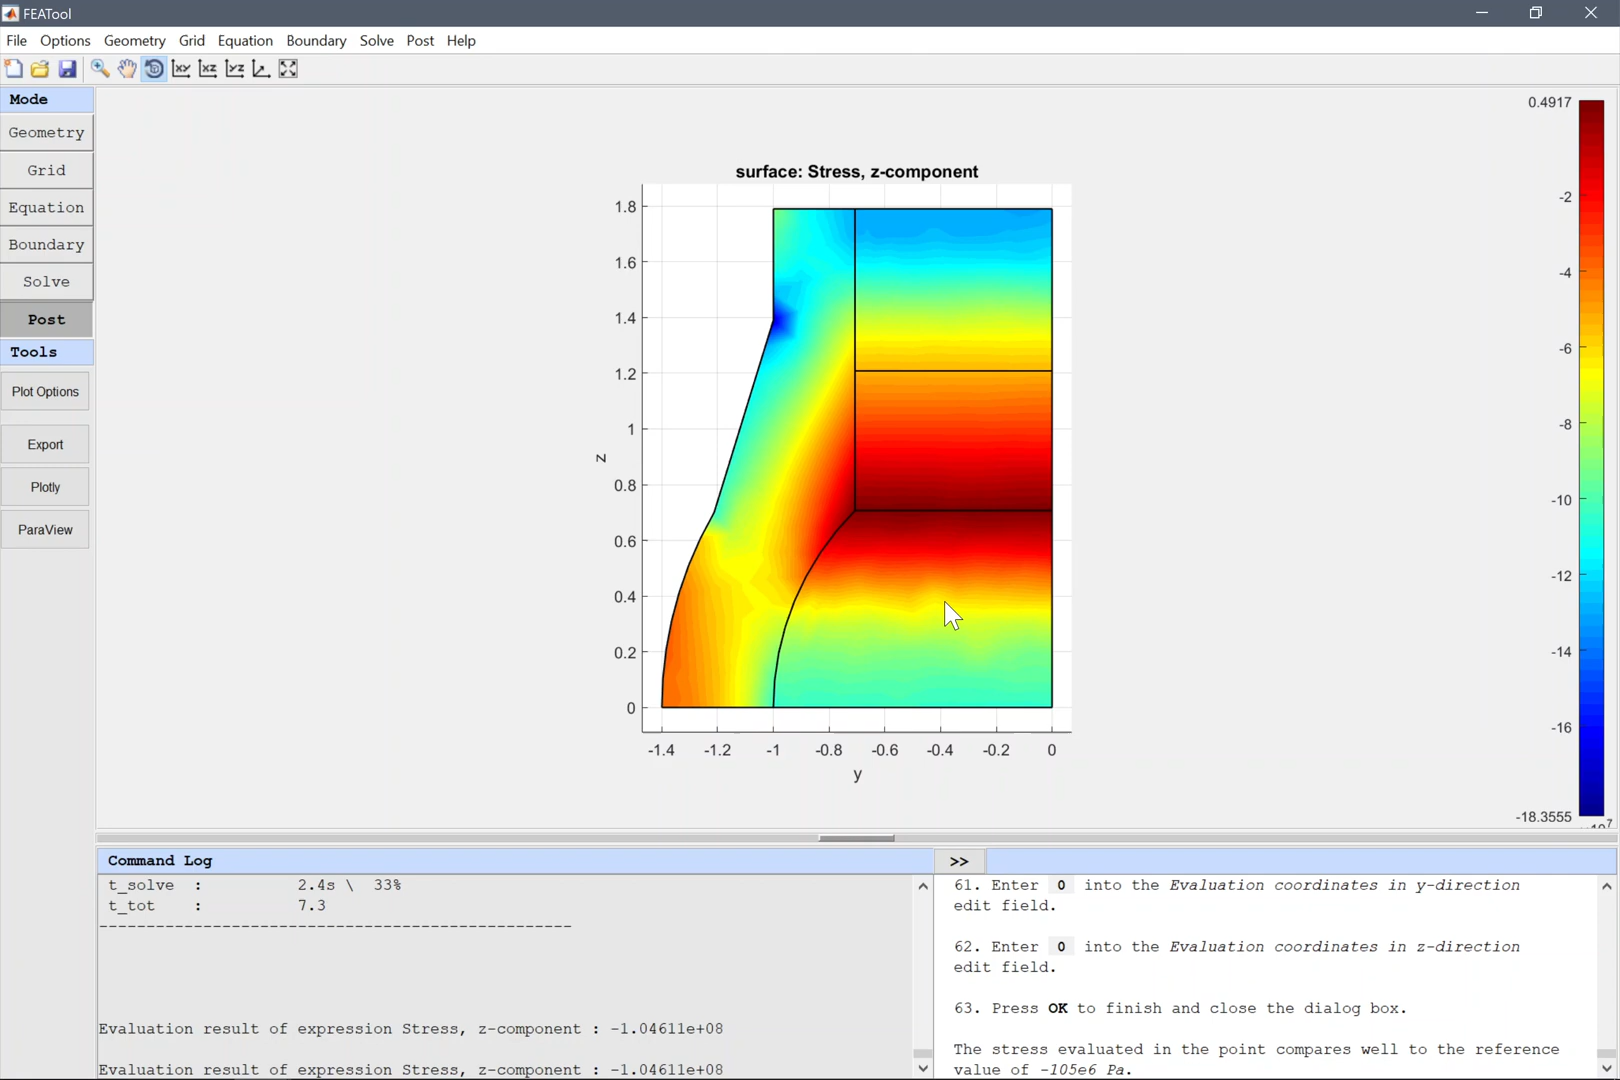 FEATool
File Options Geometry Grid Equation Boundary Solve Post Help
Mode
Geometry
Grid
Equation
Boundary
Solve
Post
Tools
Plot Options
Export
Plotly
ParaView
surface: Stress, z-component
1.8
1.6
1.4
1.2
1
0.8
0.6
0.4
0.2
0
z
-1.4 -1.2 -1 -0.8 -0.6 -0.4 -0.2 0
y
0.4917
-2
-4
-6
-8
-10
-12
-14
-16
-18.3555
Command Log
t_solve : 2.4s \ 33%
t_tot : 7.3
------------------------------------------------
Evaluation result of expression Stress, z-component : -1.04611e+08
Evaluation result of expression Stress, z-component : -1.04611e+08
>>
61. Enter 0 into the Evaluation coordinates in y-direction
edit field.
62. Enter 0 into the Evaluation coordinates in z-direction
edit field.
63. Press OK to finish and close the dialog box.
The stress evaluated in the point compares well to the reference
value of -105e6 Pa.